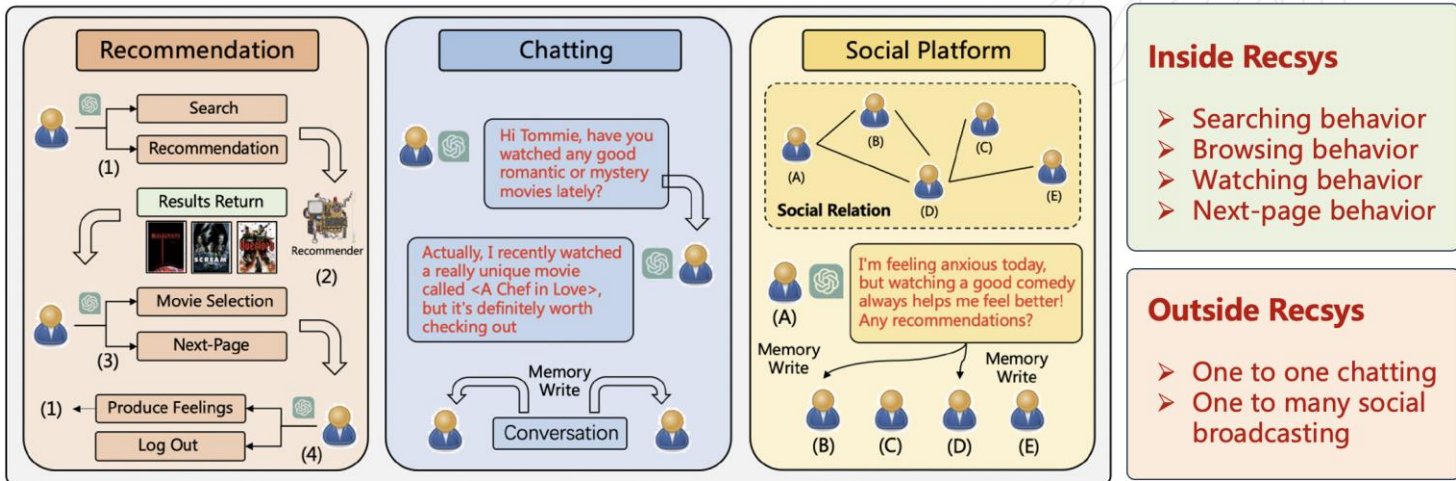 Recommendation
Search
Recommendation
(1)
Results Return
SCREAM
OVERLORD
Recommender
(2)
Movie Selection
Next-Page
(3)
(1)
Produce Feelings
Log Out
(4)
Chatting
Hi Tommie, have you
watched any good
romantic or mystery
movies lately?
Actually, I recently watched
a really unique movie
called <A Chef in Love>,
but it's definitely worth
checking out
Memory
Write
Conversation
Social Platform
(A)
(B)
(C)
(D)
(E)
Social Relation
I'm feeling anxious today,
but watching a good comedy
always helps me feel better!
Any recommendations?
(A)
Memory
Write
Memory
Write
(B)
(C)
(D)
(E)
Inside Recsys
➢ Searching behavior
➢ Browsing behavior
➢ Watching behavior
➢ Next-page behavior
Outside Recsys
➢ One to one chatting
➢ One to many social
broadcasting